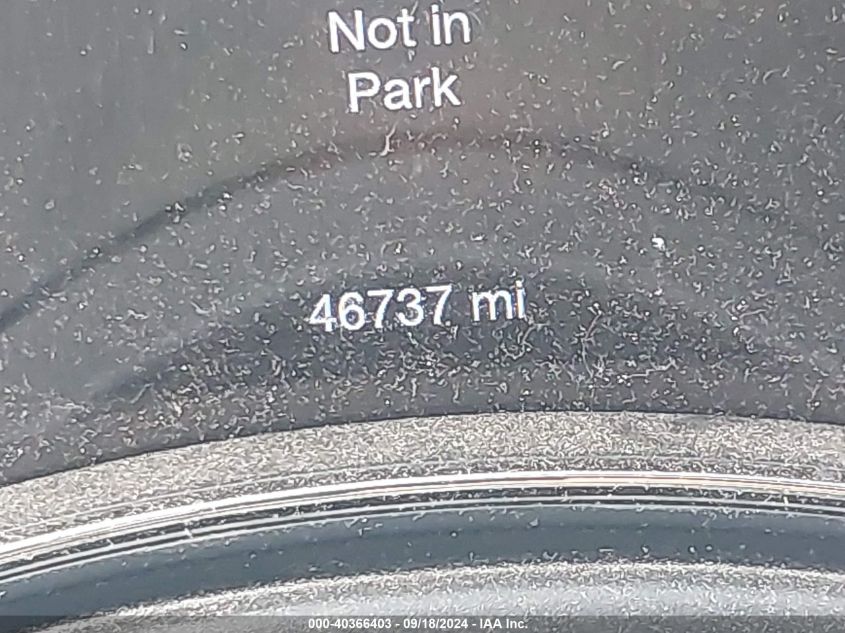 Not in
Park
46737 mi
000-40366403 - 09/18/2024 - IAA Inc.